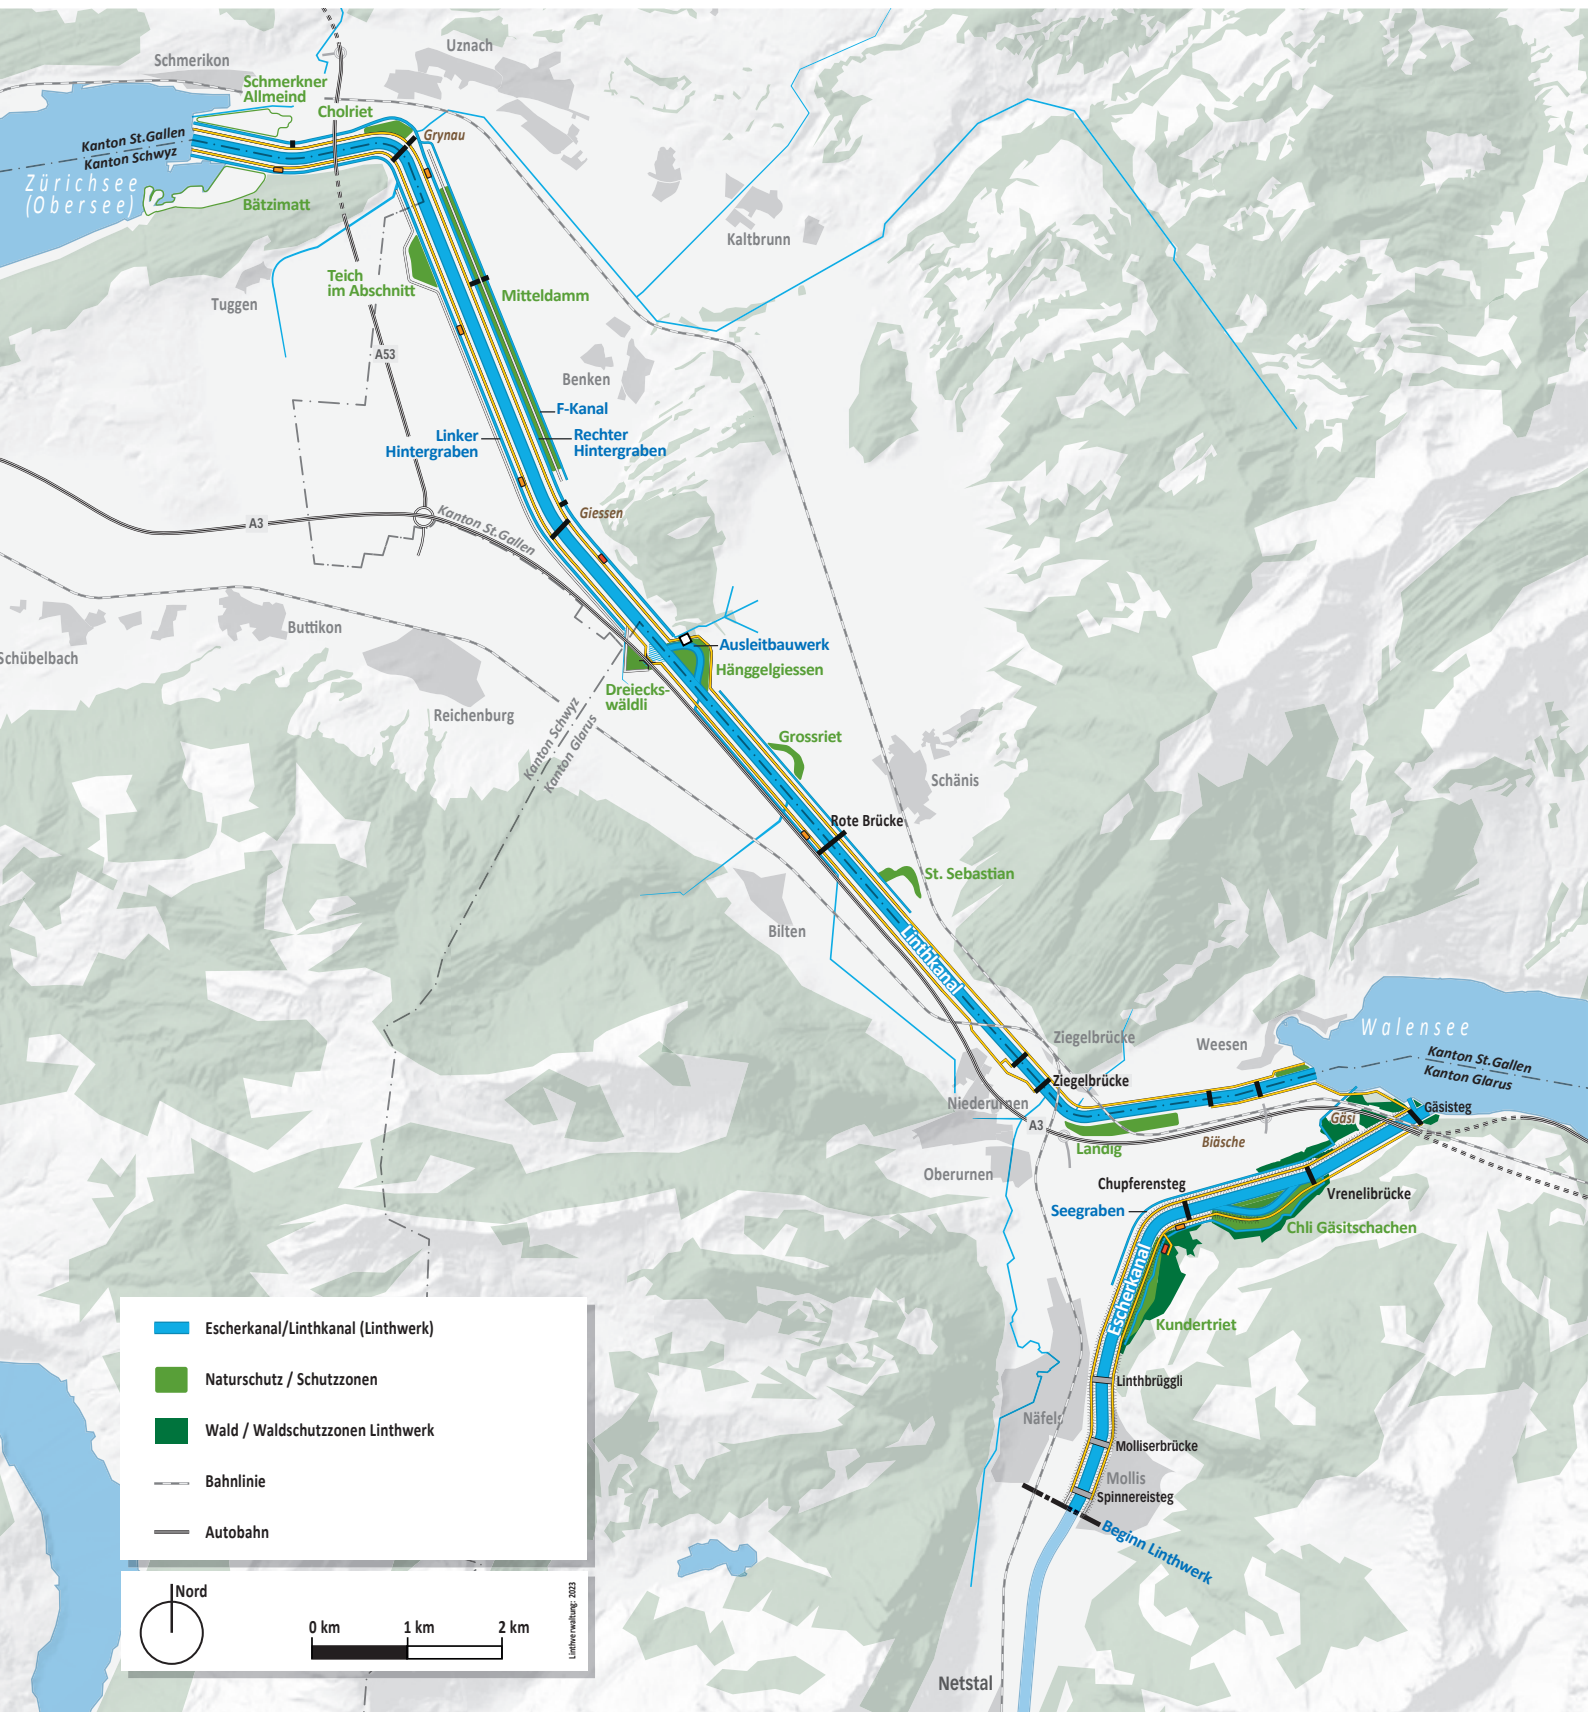 Uznach
Schmerikon
Schmerkner
Allmeind
Cholriet
Grynau
Kanton St.Gallen
Kanton Schwyz
Zürichsee
(Obersee)
Bätzimatt
Kaltbrunn
Teich
im Abschnitt
Mitteldamm
Tuggen
A53
Benken
F-Kanal
Linker
Hintergraben
Rechter
Hintergraben
Giessen
A3
Kanton St.Gallen
Buttikon
Schübelbach
Ausleitbauwerk
Hänggelgiessen
Dreiecks-
wäldli
Reichenburg
Kanton Schwyz
Kanton Glarus
Grossriet
Schänis
Rote Brücke
St. Sebastian
Bilten
Linthkanal
Walensee
Ziegelbrücke
Weesen
Kanton St.Gallen
Kanton Glarus
Ziegelbrücke
Niederurnen
Gäsisteg
A3
Gäsi
Biäsche
Landig
Oberurnen
Chupferensteg
Vrenelibrücke
Seegraben
Chli Gäsitschachen
Escherkanal
Kundertriet
Linthbrüggli
Näfels
Molliserbrücke
Mollis
Spinnereisteg
Beginn Linthwerk
Netstal
Escherkanal/Linthkanal (Linthwerk)
Naturschutz / Schutzzonen
Wald / Waldschutzzonen Linthwerk
Bahnlinie
Autobahn
Nord
0 km
1 km
2 km
Linthverwaltung: 2023